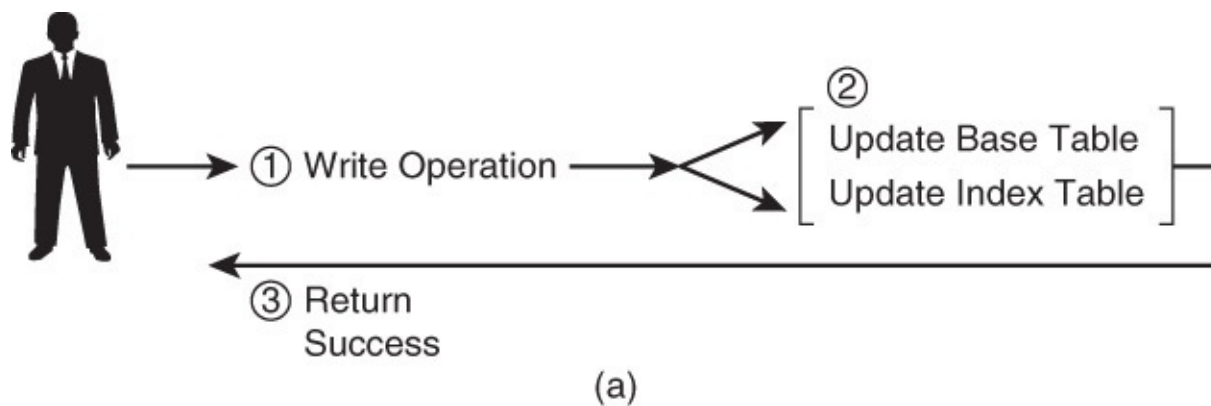 ②
① Write Operation
Update Base Table
Update Index Table
③ Return
Success
(a)